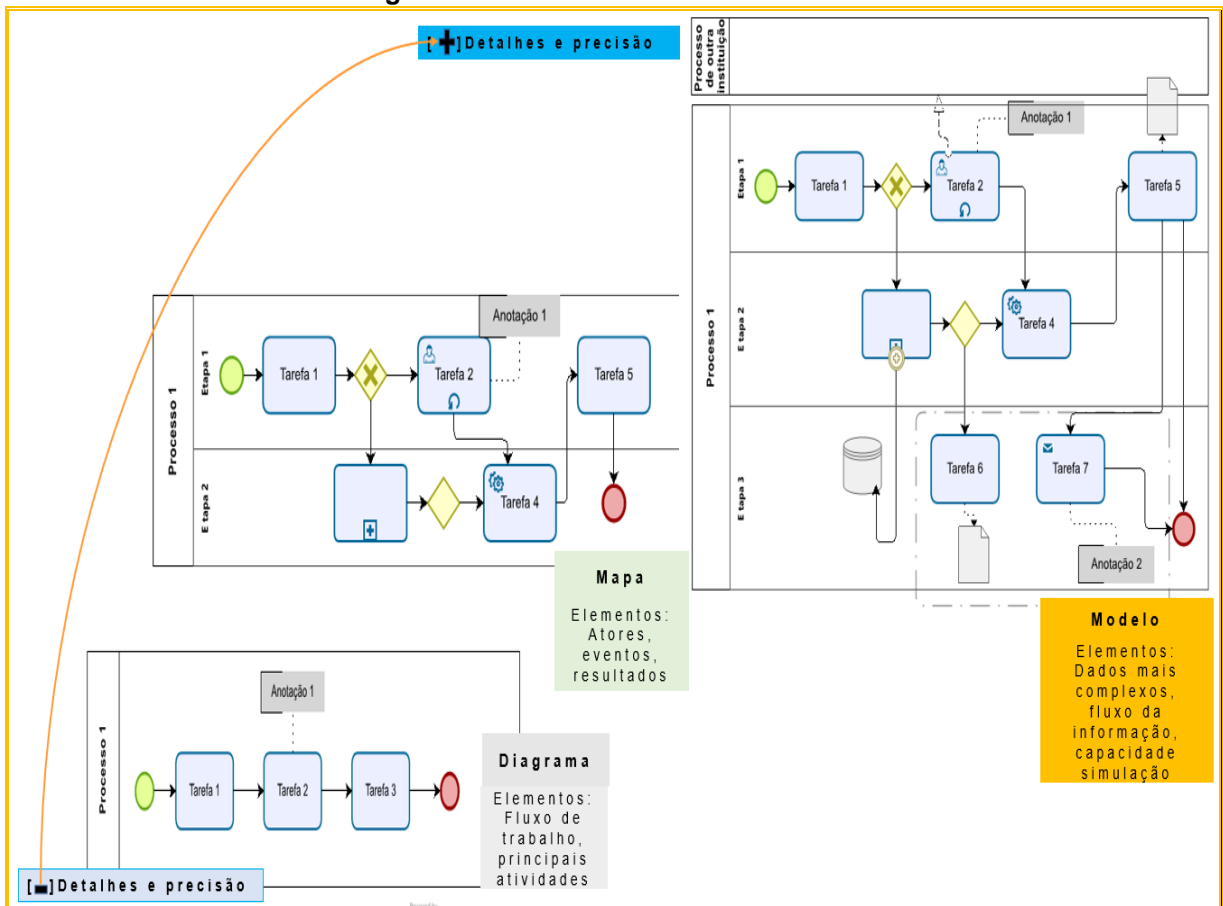 [+]Detalhes e precisão
Processo
de outra
instituição
Processo 1
Etapa 1
Anotação 1
Tarefa 1
Tarefa 2
Tarefa 5
Etapa 2
Tarefa 4
Etapa 3
Tarefa 6
Tarefa 7
Anotação 2
Modelo
Elementos:
Dados mais
complexos,
fluxo da
informação,
capacidade
simulação
Processo 1
Etapa 1
Anotação 1
Tarefa 1
Tarefa 2
Tarefa 5
E tapa 2
Tarefa 4
Mapa
Elementos:
Atores,
eventos,
resultados
Processo 1
Anotação 1
Tarefa 1
Tarefa 2
Tarefa 3
Diagrama
Elementos:
Fluxo de
trabalho,
principais
atividades
[-]Detalhes e precisão